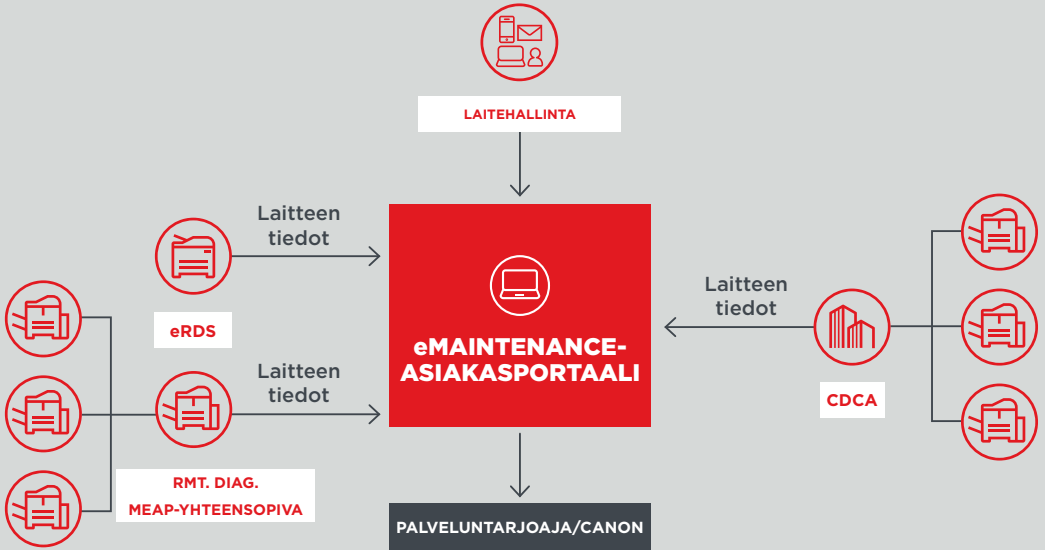 LAITEHALLINTA
Laitteen
tiedot
eRDS
Laitteen
tiedot
RMT. DIAG.
MEAP-YHTEENSOPIVA
eMAINTENANCE-
ASIAKASPORTAALI
Laitteen
tiedot
CDCA
PALVELUNTARJOAJA/CANON